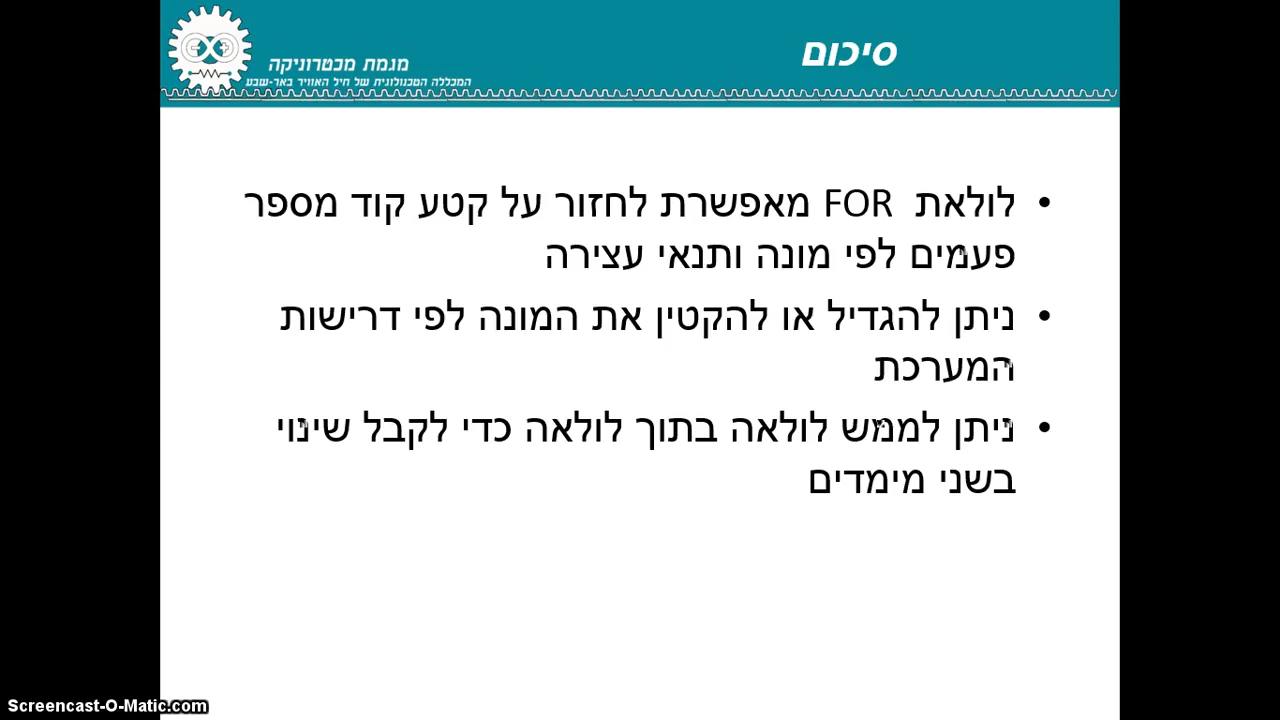 סיכום
מגמת מכטרוניקה
המכללה הטכנולוגית של חיל האוויר באר-שבע
• לולאת FOR מאפשרת לחזור על קטע קוד מספר
פעמים לפי מונה ותנאי עצירה
• ניתן להגדיל או להקטין את המונה לפי דרישות
המערכת
• ניתן לממש לולאה בתוך לולאה כדי לקבל שינוי
בשני מימדים
Screencast-O-Matic.com